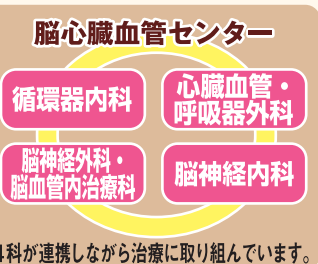 脳心臓血管センター
循環器内科
心臓血管・
呼吸器外科
脳神経外科・
脳血管内治療科
脳神経内科
4科が連携しながら治療に取り組んでいます。